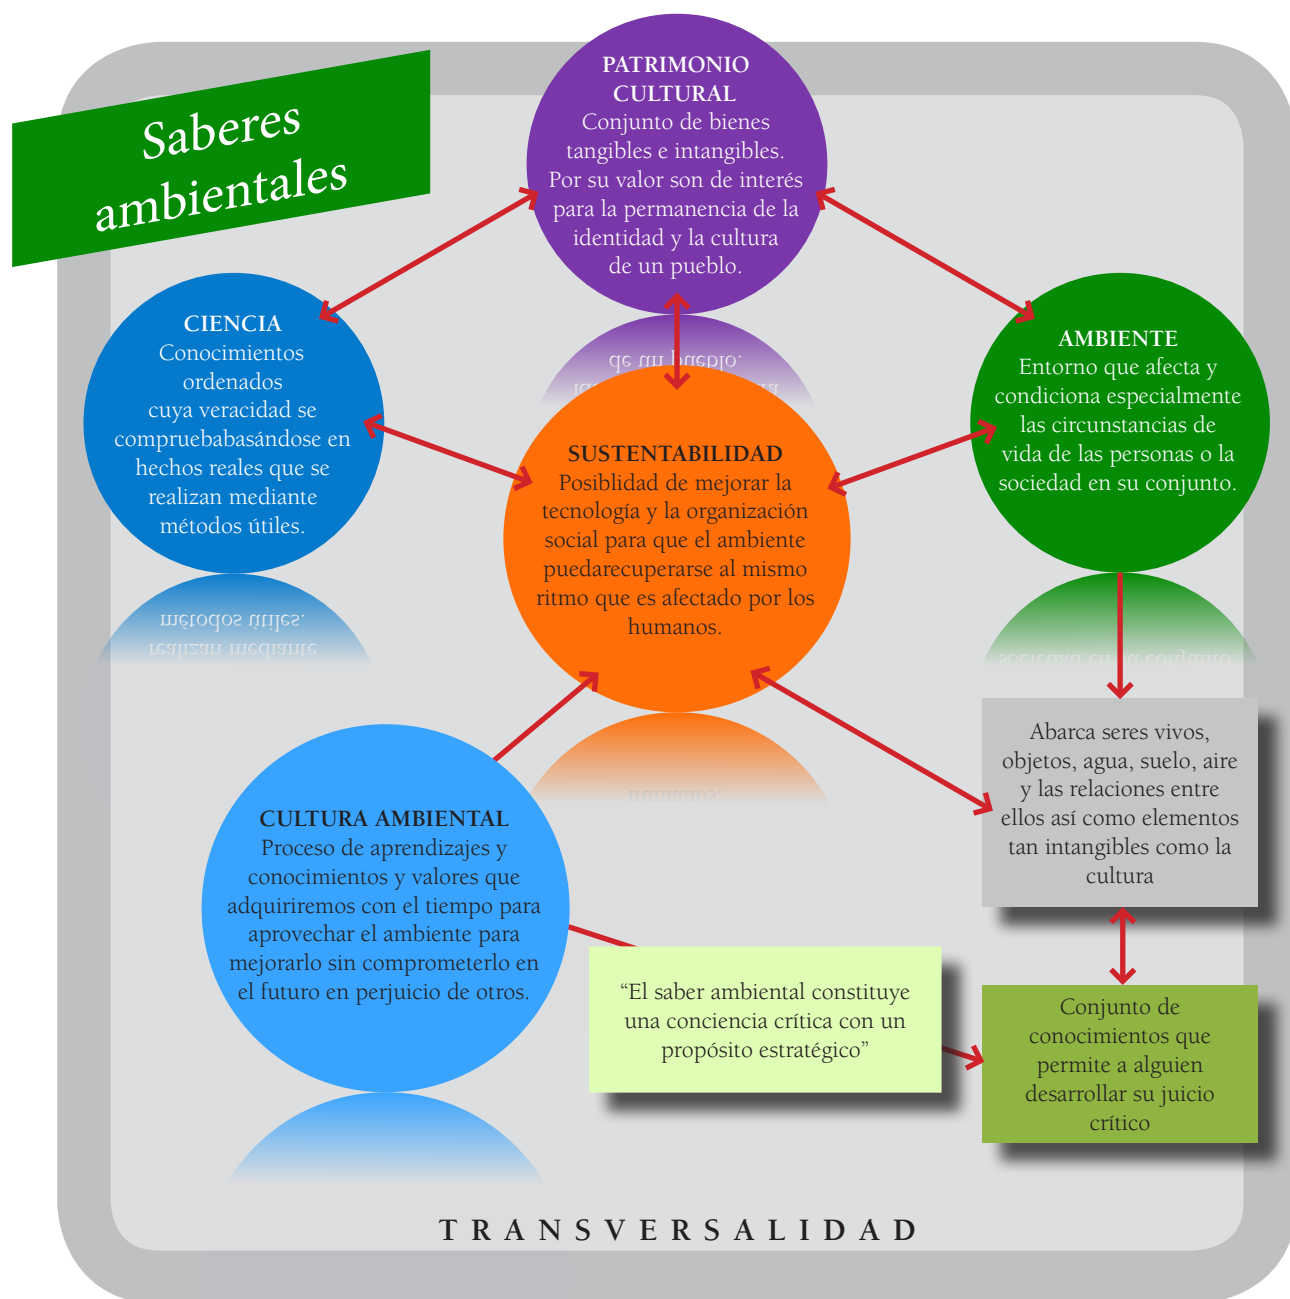 Saberes
ambientales
PATRIMONIO
CULTURAL
Conjunto de bienes
tangibles e intangibles.
Por su valor son de interés
para la permanencia de la
identidad y la cultura
de un pueblo.
CIENCIA
Conocimientos
ordenados
cuya veracidad se
compruebabasándose en
hechos reales que se
realizan mediante
métodos útiles.
AMBIENTE
Entorno que afecta y
condiciona especialmente
las circunstancias de
vida de las personas o la
sociedad en su conjunto.
SUSTENTABILIDAD
Posiblidad de mejorar la
tecnología y la organización
social para que el ambiente
puedarecuperarse al mismo
ritmo que es afectado por los
humanos.
Abarca seres vivos,
objetos, agua, suelo, aire
y las relaciones entre
ellos así como elementos
tan intangibles como la
cultura
CULTURA AMBIENTAL
Proceso de aprendizajes y
conocimientos y valores que
adquiriremos con el tiempo para
aprovechar el ambiente para
mejorarlo sin comprometerlo en
el futuro en perjuicio de otros.
“El saber ambiental constituye
una conciencia crítica con un
propósito estratégico”
Conjunto de
conocimientos que
permite a alguien
desarrollar su juicio
crítico
TRANSVERSALIDAD